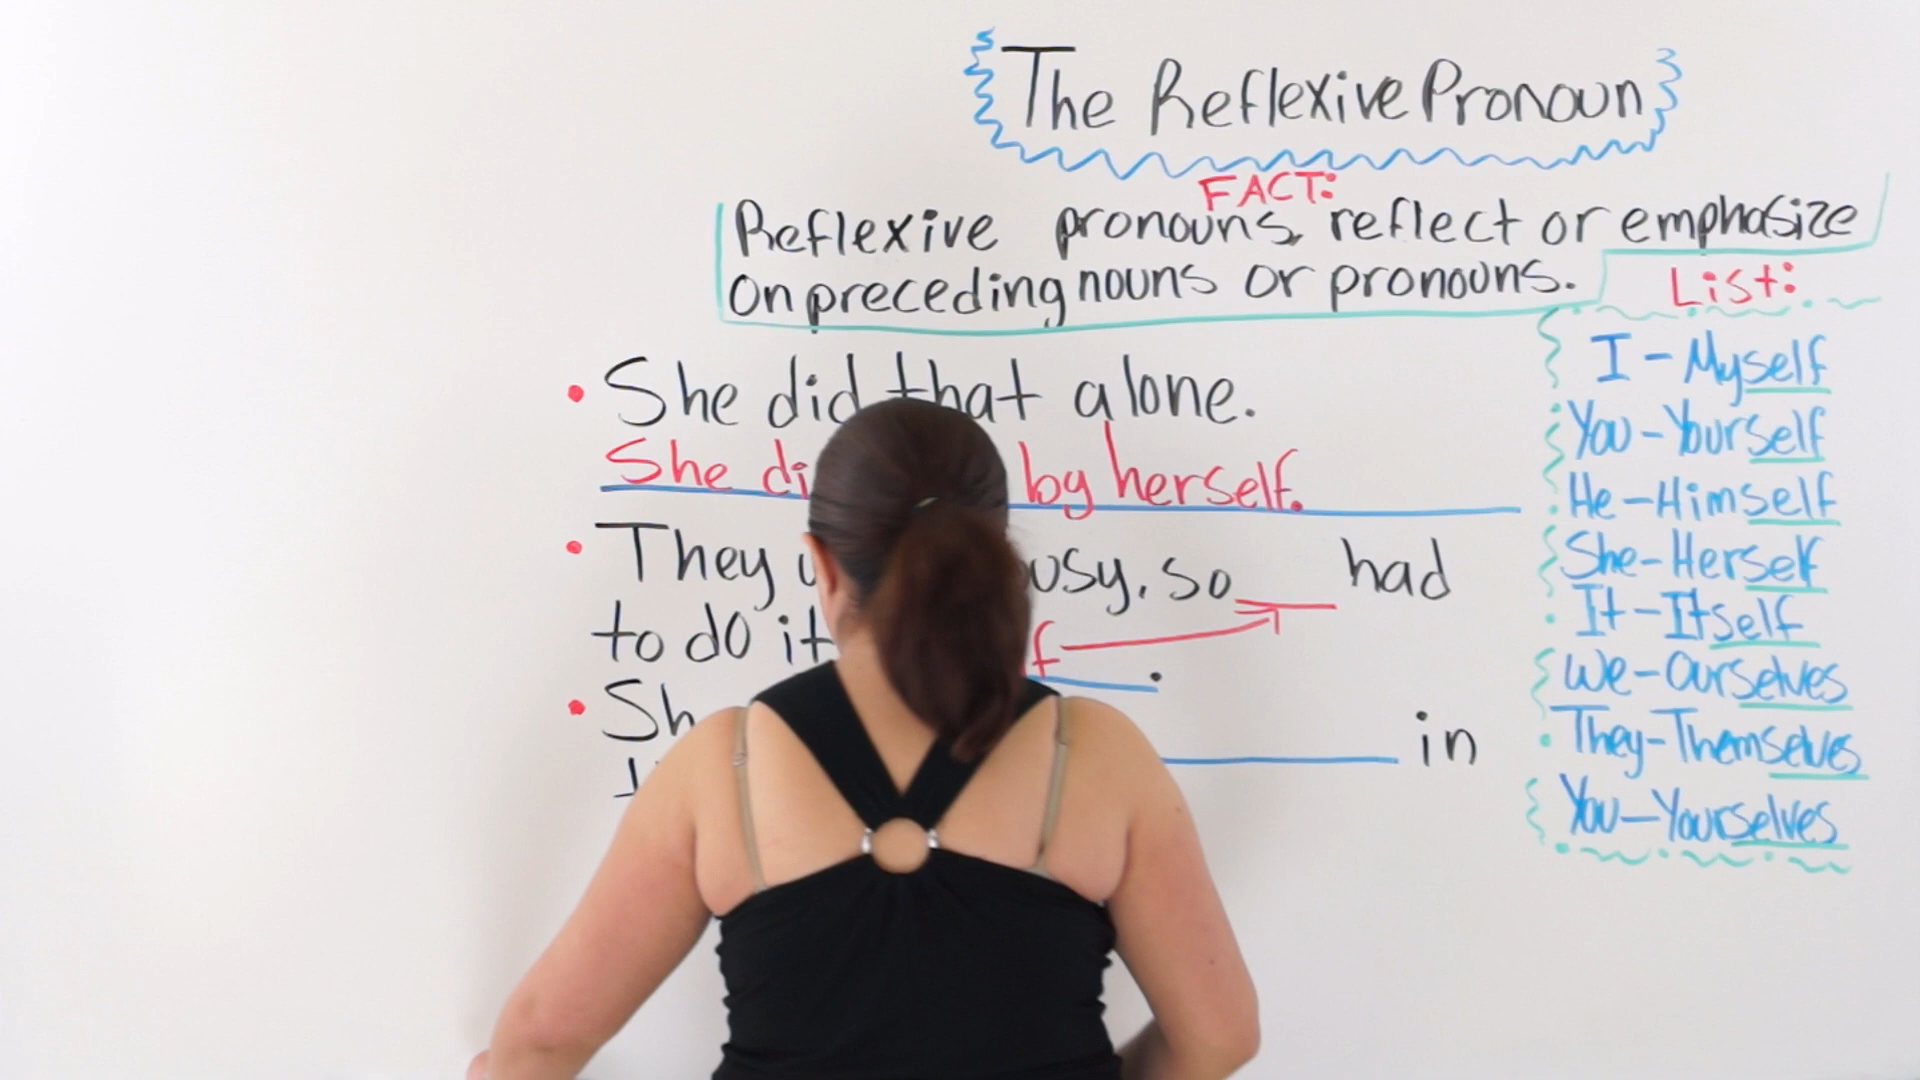 The Reflexive Pronoun
FACT:
Reflexive pronouns, reflect or emphasize
on preceding nouns or pronouns.
• She did that alone.
She by herself.
• They so ___ had
to do it .
• in
List:
I - Myself
You - Yourself
He - Himself
She - Herself
It - Itself
We - Ourselves
They - Themselves
You - Yourselves